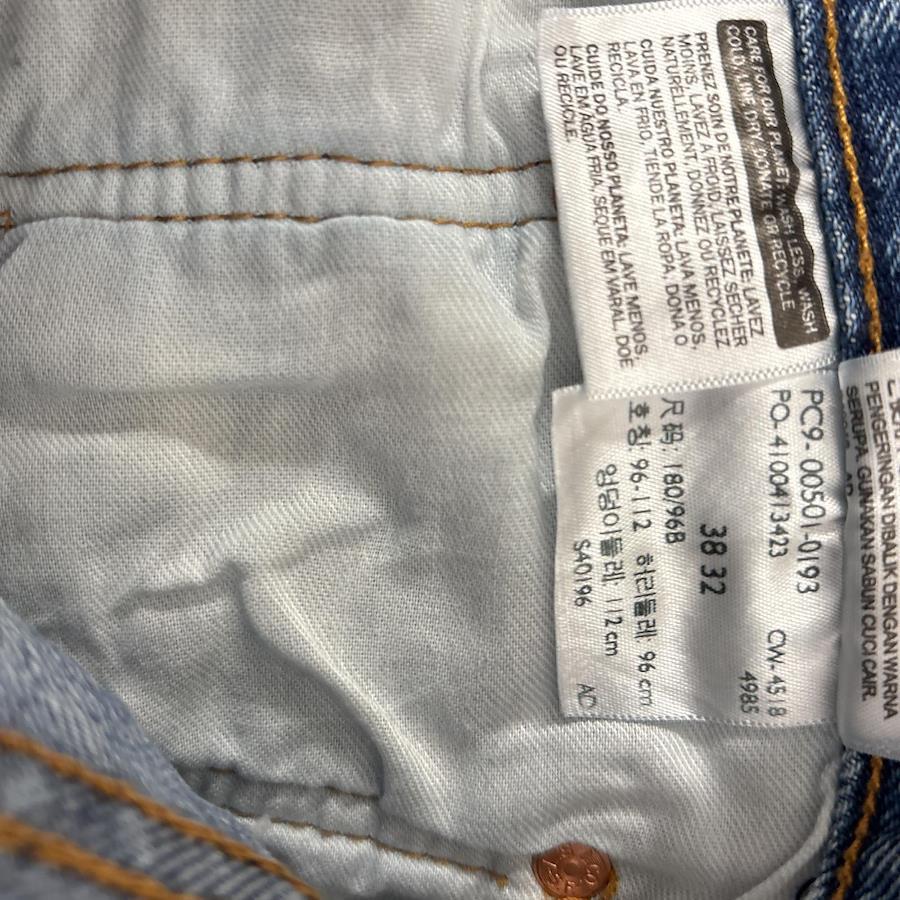 CARE FOR OUR PLANET: WASH LESS, WASH
COLD, LINE DRY, DONATE OR RECYCLE
PRENEZ SOIN DE NOTRE PLANETE: LAVEZ
MOINS, LAVEZ A FROID, LAISSEZ SECHER
NATURELLEMENT, DONNEZ OU RECYCLEZ
CUIDA NUESTRO PLANETA: LAVA MENOS,
LAVA EN FRIO, TIENDE LA ROPA, DONA O
RECICLA.
CUIDE DO NOSSO PLANETA: LAVE MENOS,
LAVE EM AGUA FRIA, SEQUE EM VARAL, DOE
OU RECICLE.
PC9- 00501-0193
PO- 4100413423 CW- 45 8
4985
38 32
尺码: 180/96B
호칭: 96-112 허리둘레: 96 cm
엉덩이둘레: 112 cm
S40196 AD
PENGERINGAN DIBALIK DENGAN WARNA
SERUPA. GUNAKAN SABUN CUCI CAIR.